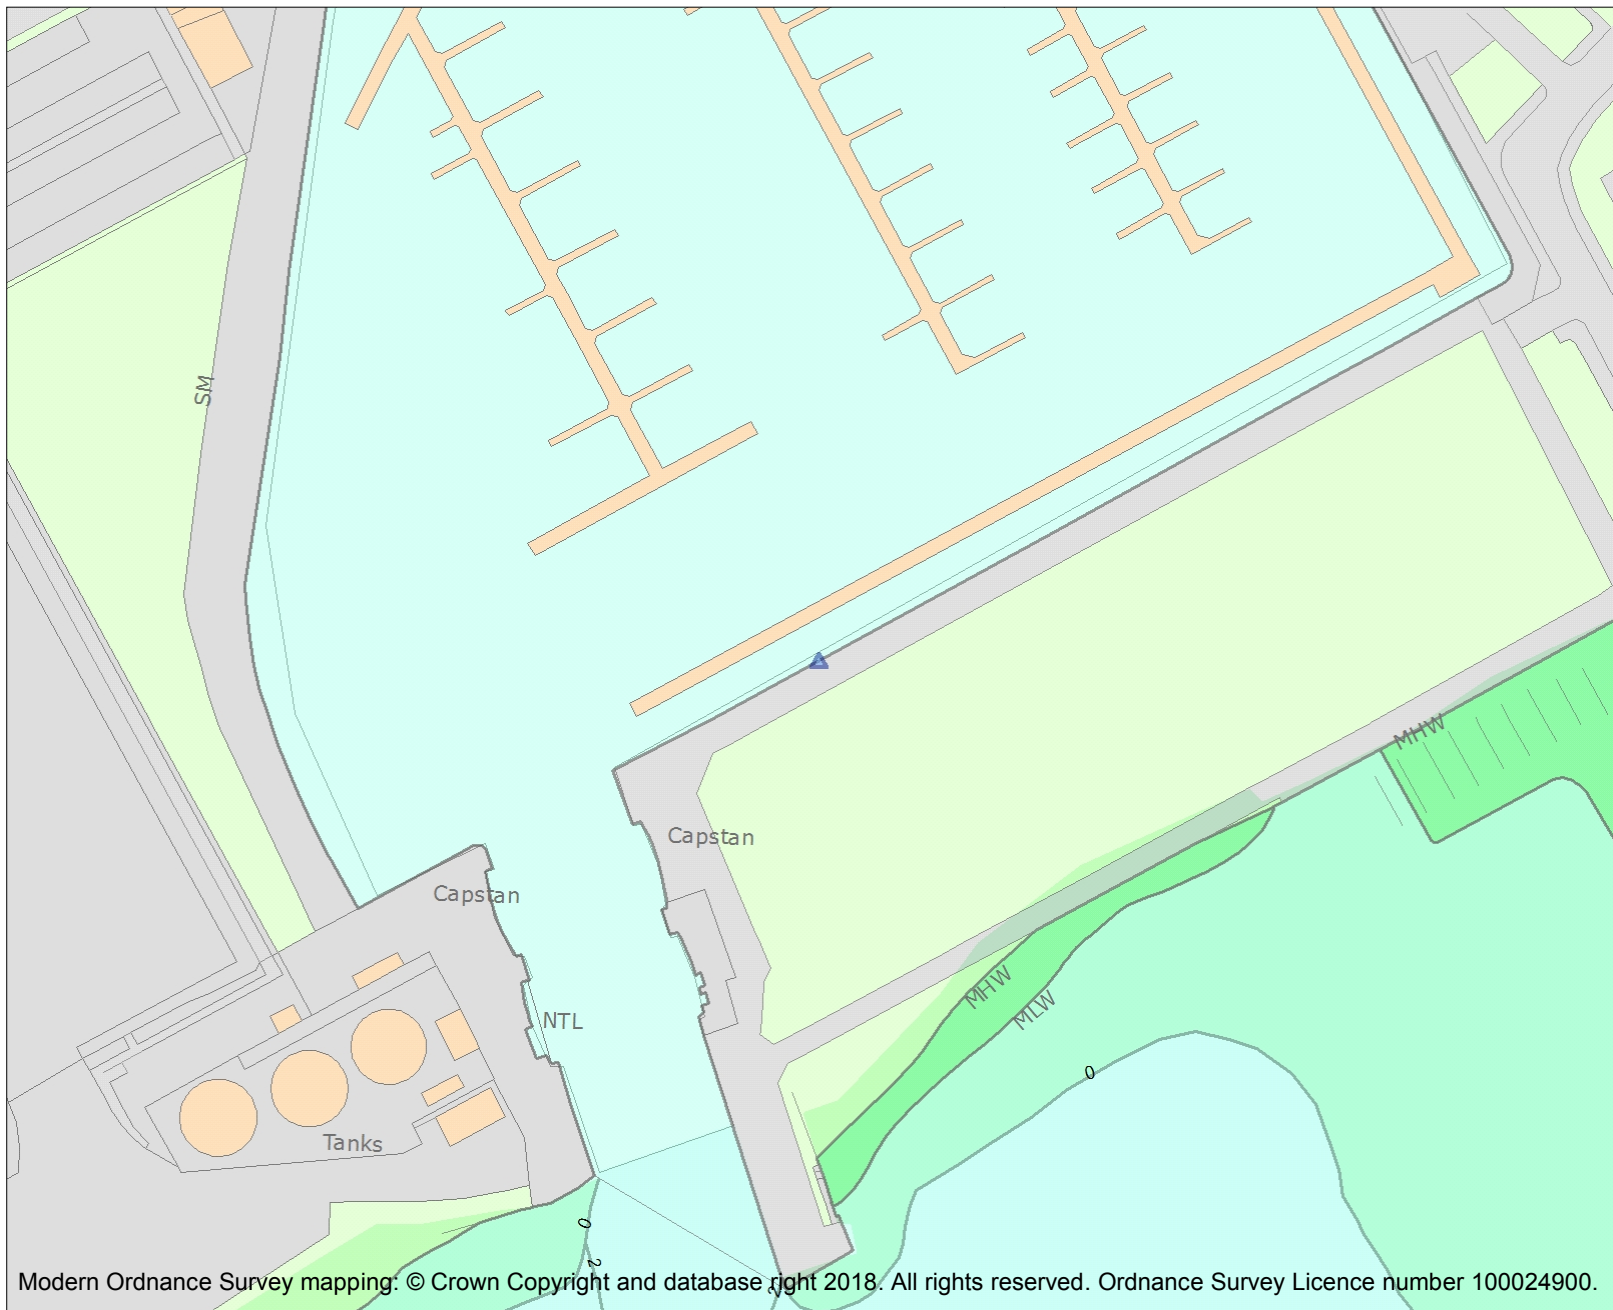 SM
MHW
Capstan
Capstan
MHW
MLW
NTL
0
Tanks
0
2
Modern Ordnance Survey mapping: © Crown Copyright and database right 2018. All rights reserved. Ordnance Survey Licence number 100024900.